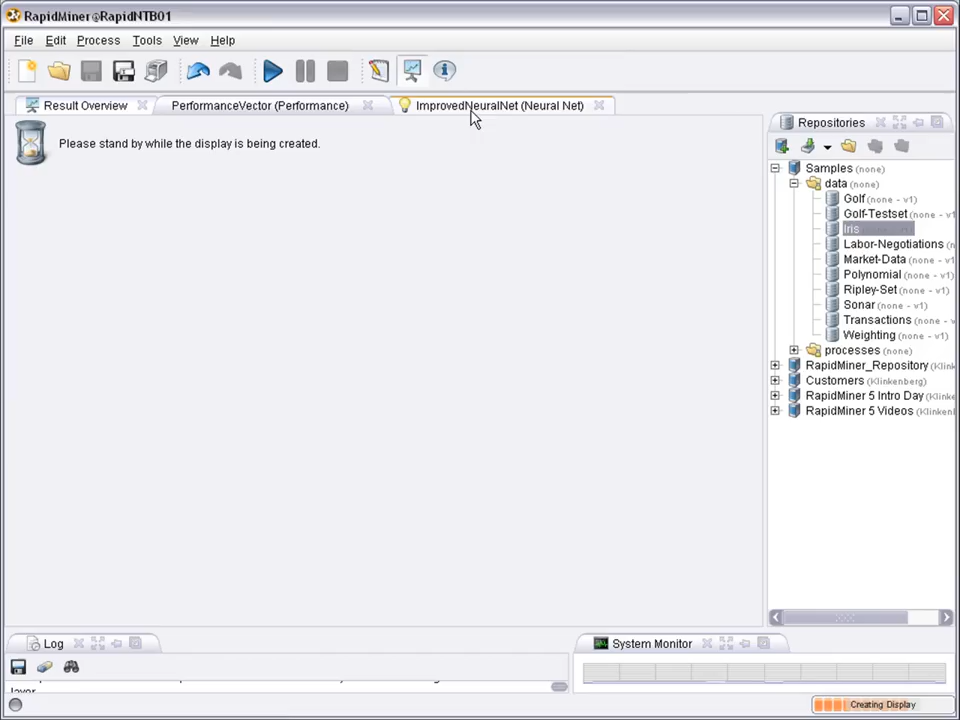 RapidMiner@RapidNTB01
File Edit Process Tools View Help
Result Overview PerformanceVector (Performance) ImprovedNeuralNet (Neural Net)
Please stand by while the display is being created.
Repositories
Samples (none)
data (none)
Golf (none - v1)
Golf-Testset (none - v1
Iris
Labor-Negotiations (n
Market-Data (none - v1
Polynomial (none - v1
Ripley-Set (none - v1)
Sonar (none - v1)
Transactions (none - v
Weighting (none - v1)
processes (none)
RapidMiner_Repository (Klink
Customers (Klinkenberg)
RapidMiner 5 Intro Day (Klinke
RapidMiner 5 Videos (Klinkenl
Log
System Monitor
layer
Creating Display